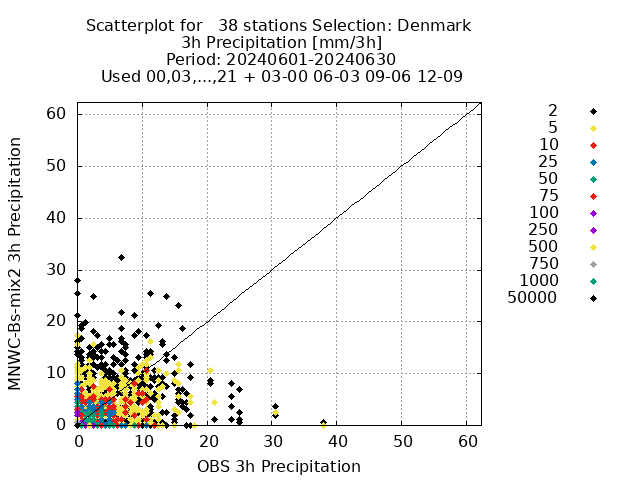 Scatterplot for   38 stations Selection: Denmark
3h Precipitation [mm/3h]
Period: 20240601-20240630
Used 00,03,...,21 + 03-00 06-03 09-06 12-09
MNWC-Bs-mix2 3h Precipitation
60
50
40
30
20
10
0
0 10 20 30 40 50 60
OBS 3h Precipitation
2
5
10
25
50
75
100
250
500
750
1000
50000